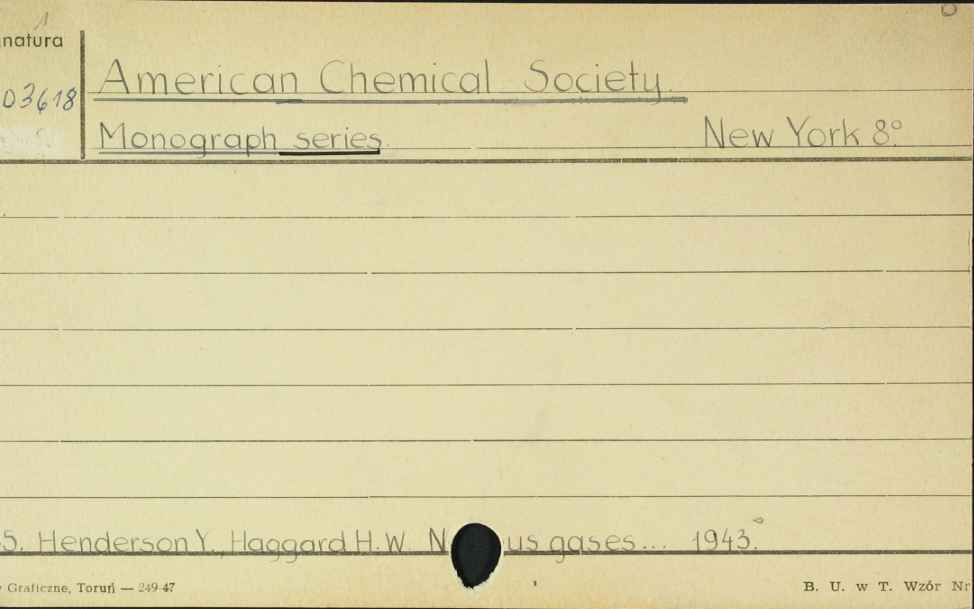 natura
03618
American Chemical Society.
Monograph series. New York 8°.
5. Henderson Y., Haggard H.W. gases... 1943.
Graficzne, Toruń — 249-47
B. U. w T. Wzór Nr